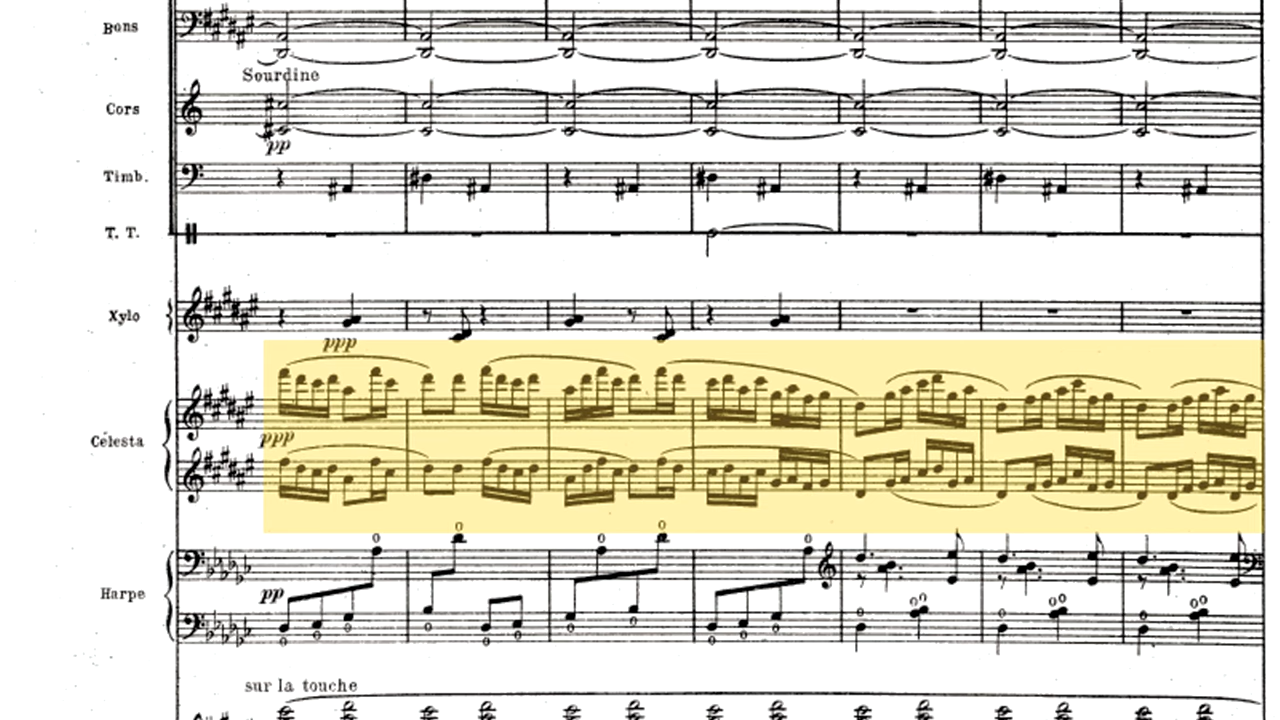 Bons
Sourdine
Cors
pp
Timb.
T. T.
Xylo
ppp
Célesta
ppp
Harpe
pp
sur la touche